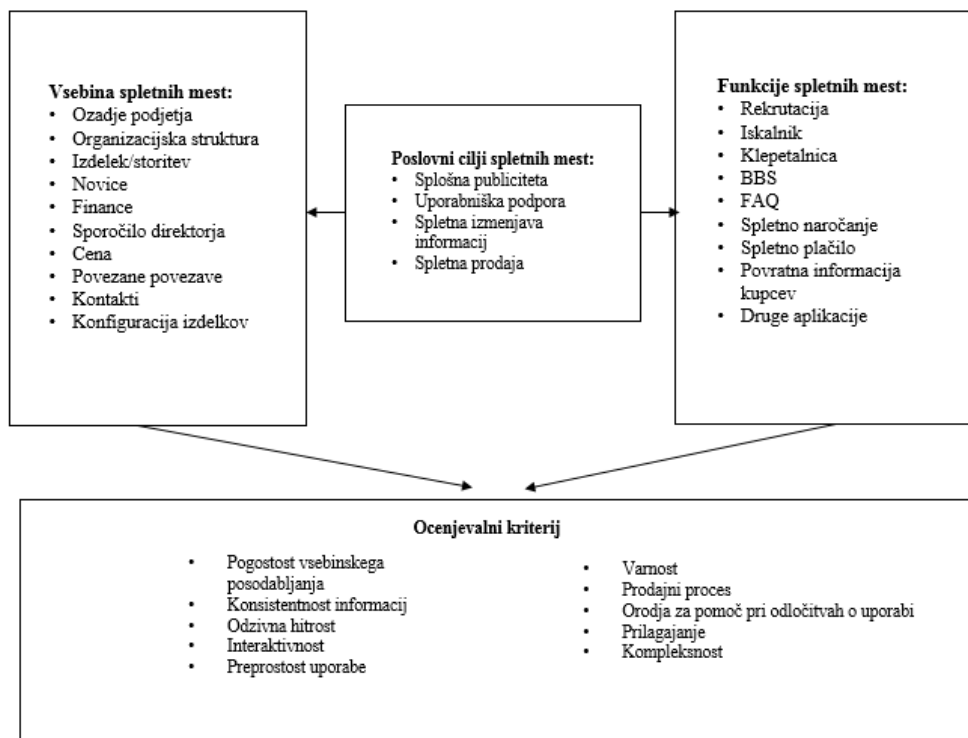 Vsebina spletnih mest:
• Ozadje podjetja
• Organizacijska struktura
• Izdelek/storitev
• Novice
• Finance
• Sporočilo direktorja
• Cena
• Povezane povezave
• Kontakti
• Konfiguracija izdelkov
Poslovni cilji spletnih mest:
• Splošna publiciteta
• Uporabniška podpora
• Spletna izmenjava
informacij
• Spletna prodaja
Funkcije spletnih mest:
• Rekrutacija
• Iskalnik
• Klepetalnica
• BBS
• FAQ
• Spletno naročanje
• Spletno plačilo
• Povratna informacija
kupcev
• Druge aplikacije
Ocenjevalni kriterij
• Pogostost vsebinskega
posodabljanja
• Konsistentnost informacij
• Odzivna hitrost
• Interaktivnost
• Preprostost uporabe
• Varnost
• Prodajni proces
• Orodja za pomoč pri odločitvah o uporabi
• Prilagajanje
• Kompleksnost